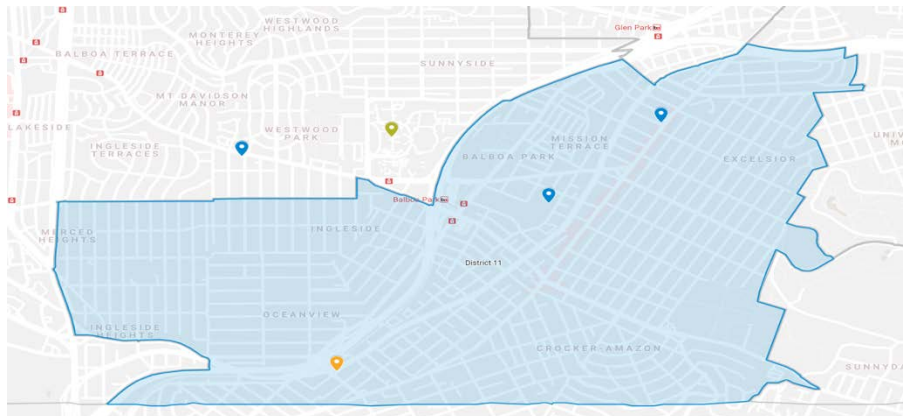 WESTWOOD
HIGHLANDS
MONTEREY
HEIGHTS
Glen Park
BALBOA TERRACE
SUNNYSIDE
MT DAVIDSON
MANOR
LAKESIDE
WESTWOOD
PARK
MISSION
TERRACE
INGLESIDE
TERRACES
BALBOA PARK
EXCELSIOR
Balboa Park
MERCED
HEIGHTS
INGLESIDE
District 11
OCEANVIEW
INGLESIDE
HEIGHTS
CROCKER-AMAZON